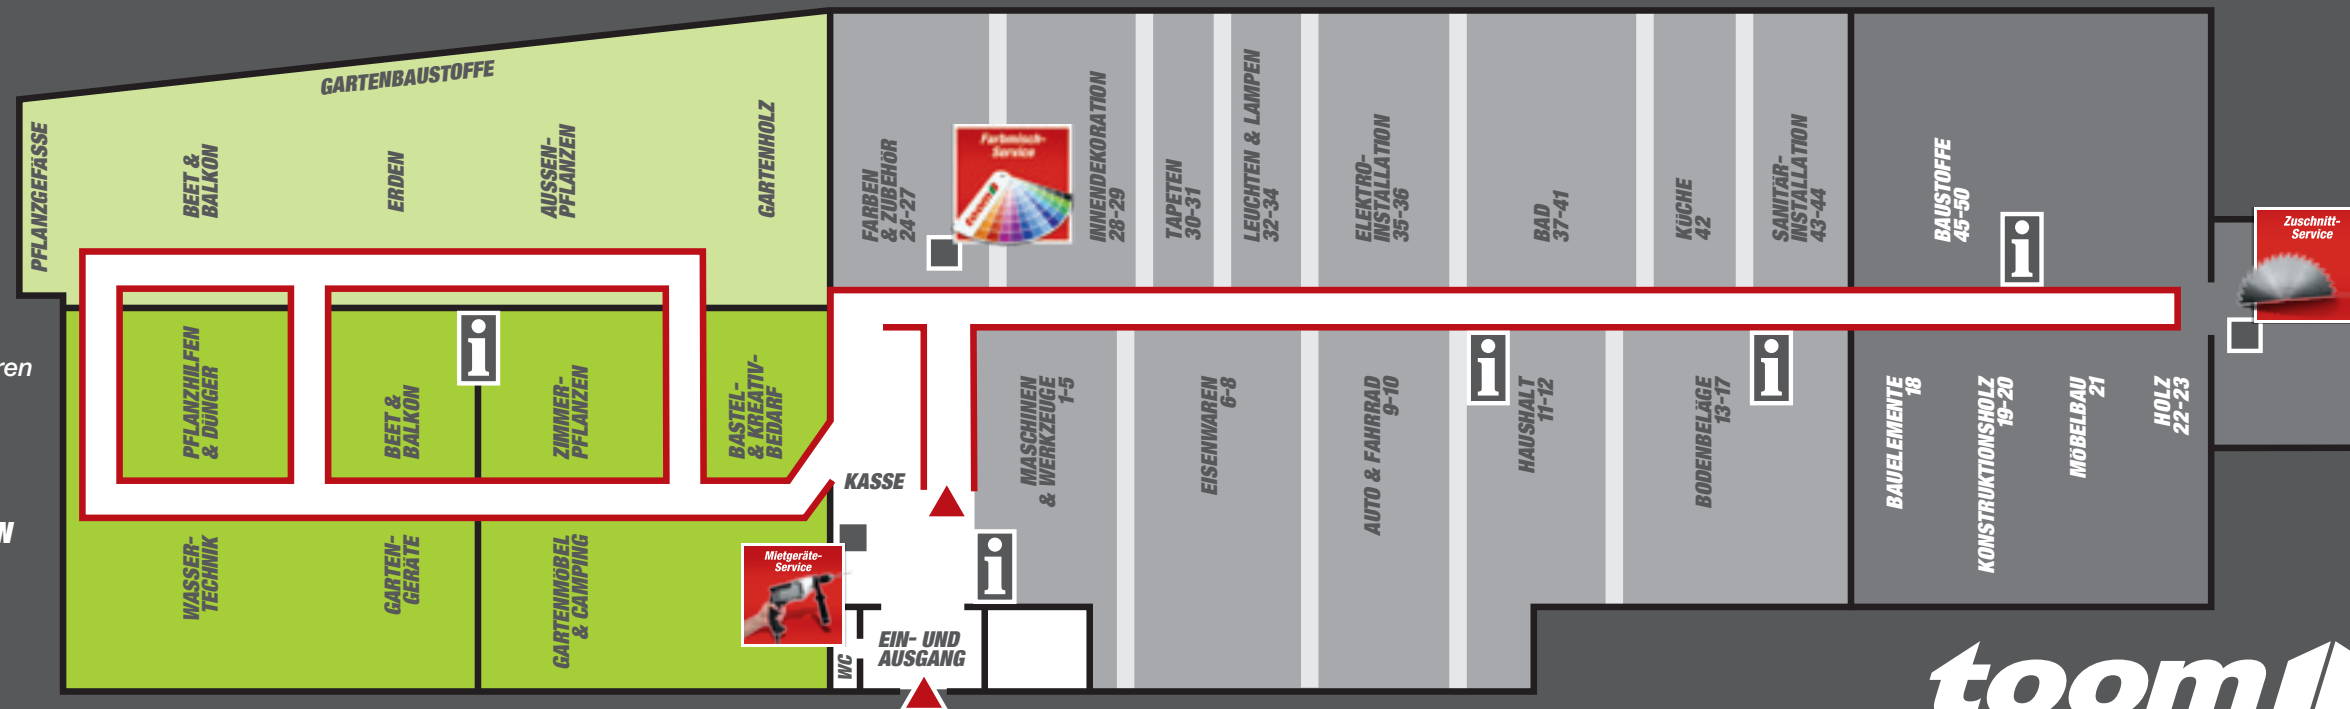 GARTENBAUSTOFFE
PFLANZGEFÄSSE
BEET &
BALKON
ERDEN
AUSSEN-
PFLANZEN
GARTENHOLZ
FARBEN
& ZUBEHÖR
24-27
Farbmisch-
Service
INNENDEKORATION
28-29
TAPETEN
30-31
LEUCHTEN & LAMPEN
32-34
ELEKTRO-
INSTALLATION
35-36
BAD
37-41
KÜCHE
42
SANITÄR-
INSTALLATION
43-44
BAUSTOFFE
45-50
i
Zuschnitt-
Service
ren
PFLANZHILFEN
& DÜNGER
BEET &
BALKON
i
ZIMMER-
PFLANZEN
BASTEL-
& KREATIV-
BEDARF
KASSE
MASCHINEN
& WERKZEUGE
1-5
EISENWAREN
6-8
AUTO & FAHRRAD
9-10
i
HAUSHALT
11-12
BODENBELÄGE
13-17
i
BAUELEMENTE
18
KONSTRUKTIONSHOLZ
19-20
MÖBELBAU
21
HOLZ
22-23
N
WASSER-
TECHNIK
GARTEN-
GERÄTE
GARTENMÖBEL
& CAMPING
Mietgeräte-
Service
i
WC
EIN- UND
AUSGANG
toom